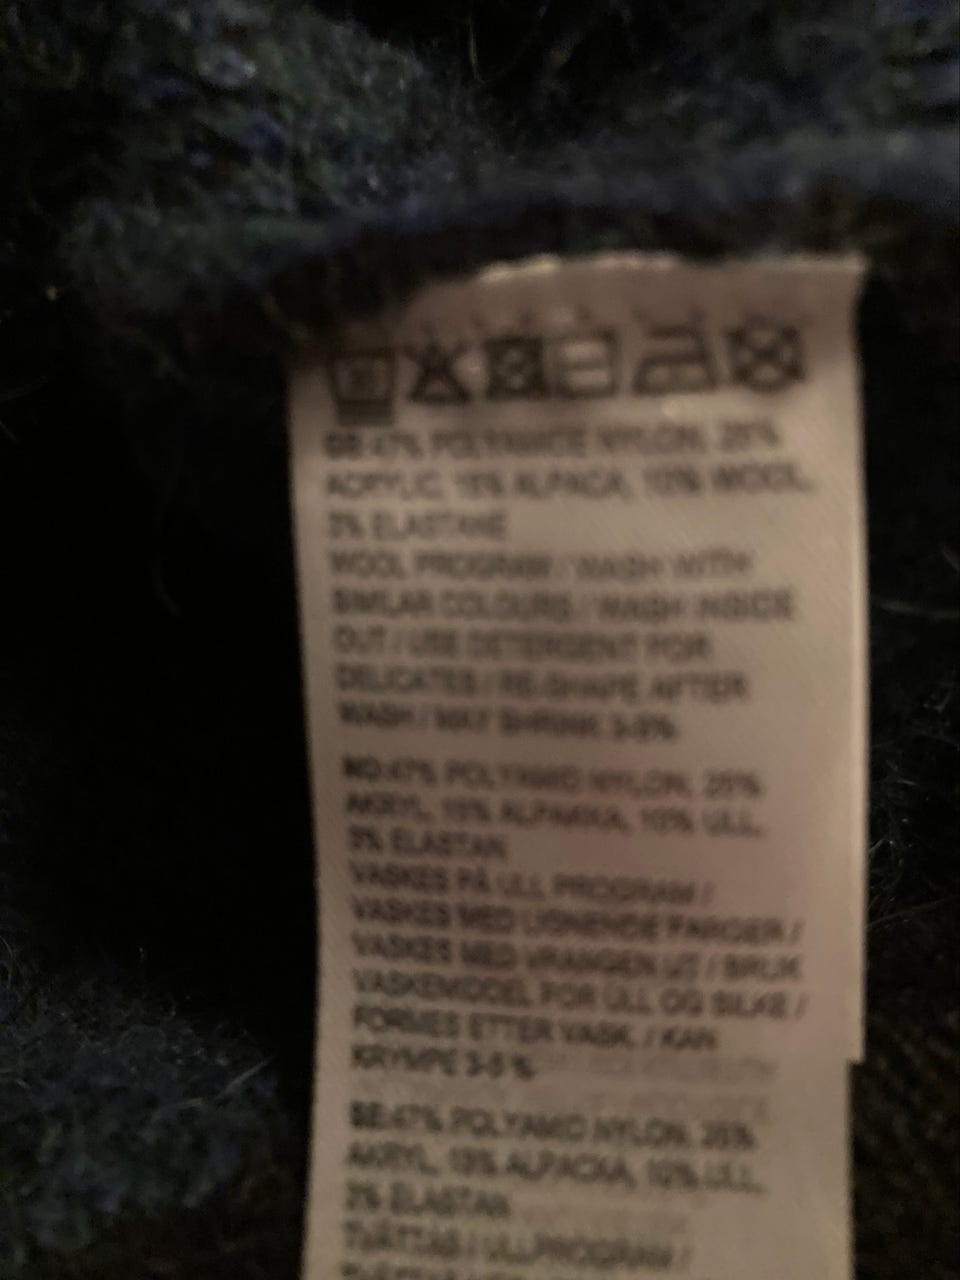 GB:47% POLYAMIDE NYLON, 25%
ACRYLIC, 15% ALPACA, 10% WOOL,
3% ELASTANE
WOOL PROGRAM / WASH WITH
SIMILAR COLOURS / WASH INSIDE
OUT / USE DETERGENT FOR
DELICATES / RE-SHAPE AFTER
WASH / MAY SHRINK 3-5%
NO:47% POLYAMID NYLON, 25%
AKRYL, 15% ALPAKKA, 10% ULL,
3% ELASTAN
VASKES PÅ ULL PROGRAM /
VASKES MED LIGNENDE FARGER /
VASKES MED VRANGEN UT / BRUK
VASKEMIDDEL FOR ULL OG SILKE /
FORMES ETTER VASK. / KAN
KRYMPE 3-5 %
SE:47% POLYAMID NYLON, 25%
AKRYL, 15% ALPACKA, 10% ULL,
3% ELASTAN
TVÄTTAS I ULLPROGRAM /